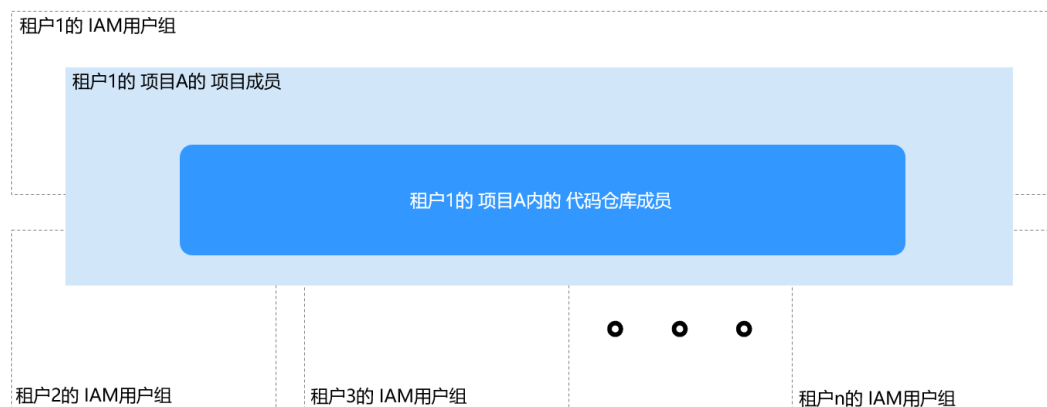 租户1的 IAM用户组
租户1的 项目A的 项目成员
租户1的 项目A内的 代码仓库成员
租户2的 IAM用户组
租户3的 IAM用户组
租户n的 IAM用户组